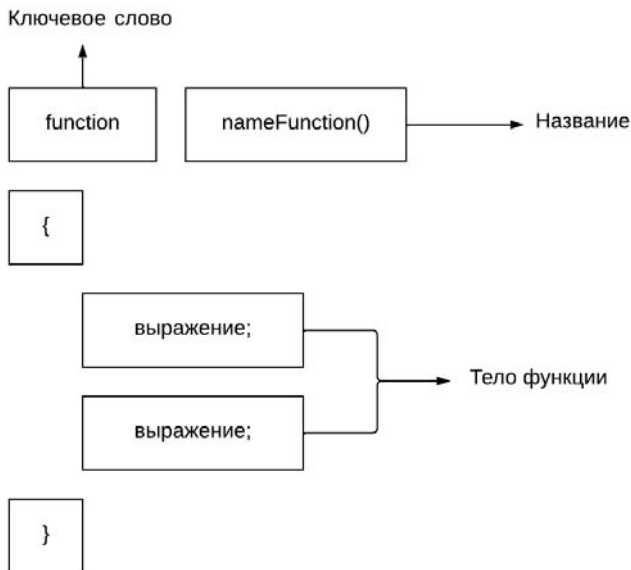 Ключевое слово
function
nameFunction()
Название
{
выражение;
Тело функции
выражение;
}